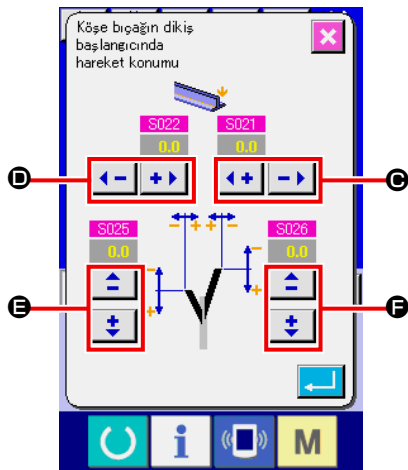 Köşe bıçağın dikiş
başlangıcında
hareket konumu
S022 S021
0.0 0.0
D C
S025 S026
0.0 0.0
E F
M